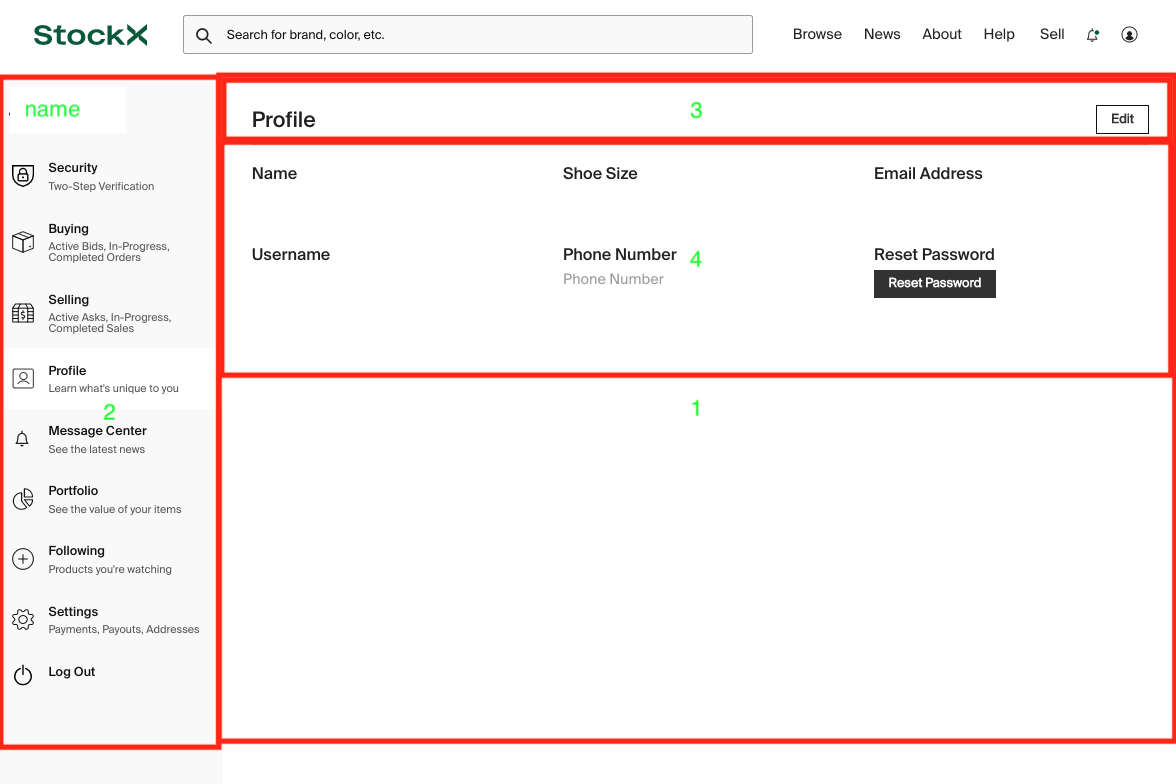 StockX
Search for brand, color, etc.
Browse
News
About
Help
Sell
name
Security
Two-Step Verification
Buying
Active Bids, In-Progress,
Completed Orders
Selling
Active Asks, In-Progress,
Completed Sales
Profile
Learn what's unique to you
2
Message Center
See the latest news
Portfolio
See the value of your items
Following
Products you're watching
Settings
Payments, Payouts, Addresses
Log Out
Profile
3
Edit
Name
Shoe Size
Email Address
Username
Phone Number
Phone Number
4
Reset Password
Reset Password
1